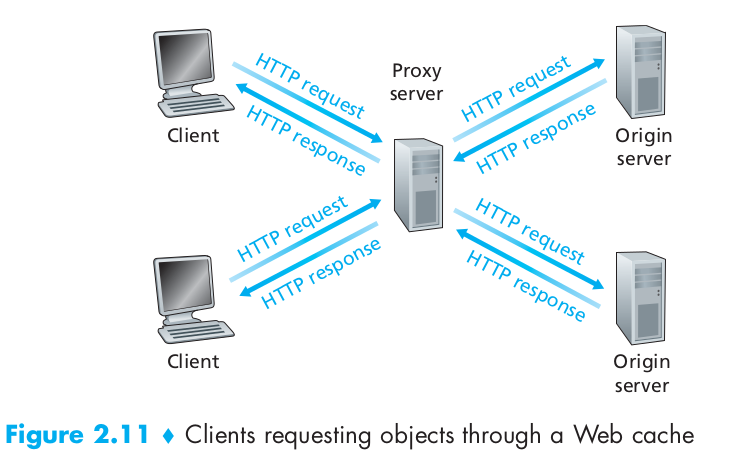 HTTP request
HTTP response
Client
Proxy
server
HTTP request
HTTP response
Origin
server
HTTP request
HTTP response
Client
HTTP request
HTTP response
Origin
server
Figure 2.11 ♦ Clients requesting objects through a Web cache